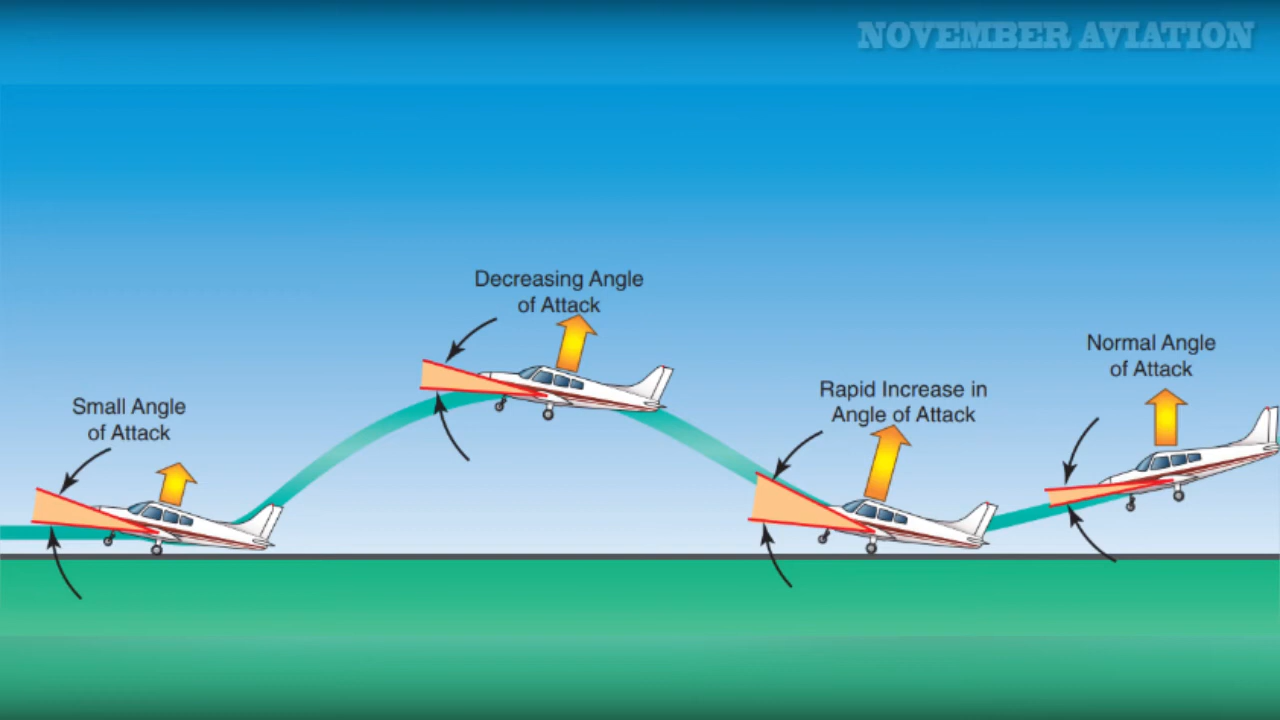 NOVEMBER AVIATION
Decreasing Angle
of Attack
Normal Angle
of Attack
Rapid Increase in
Angle of Attack
Small Angle
of Attack